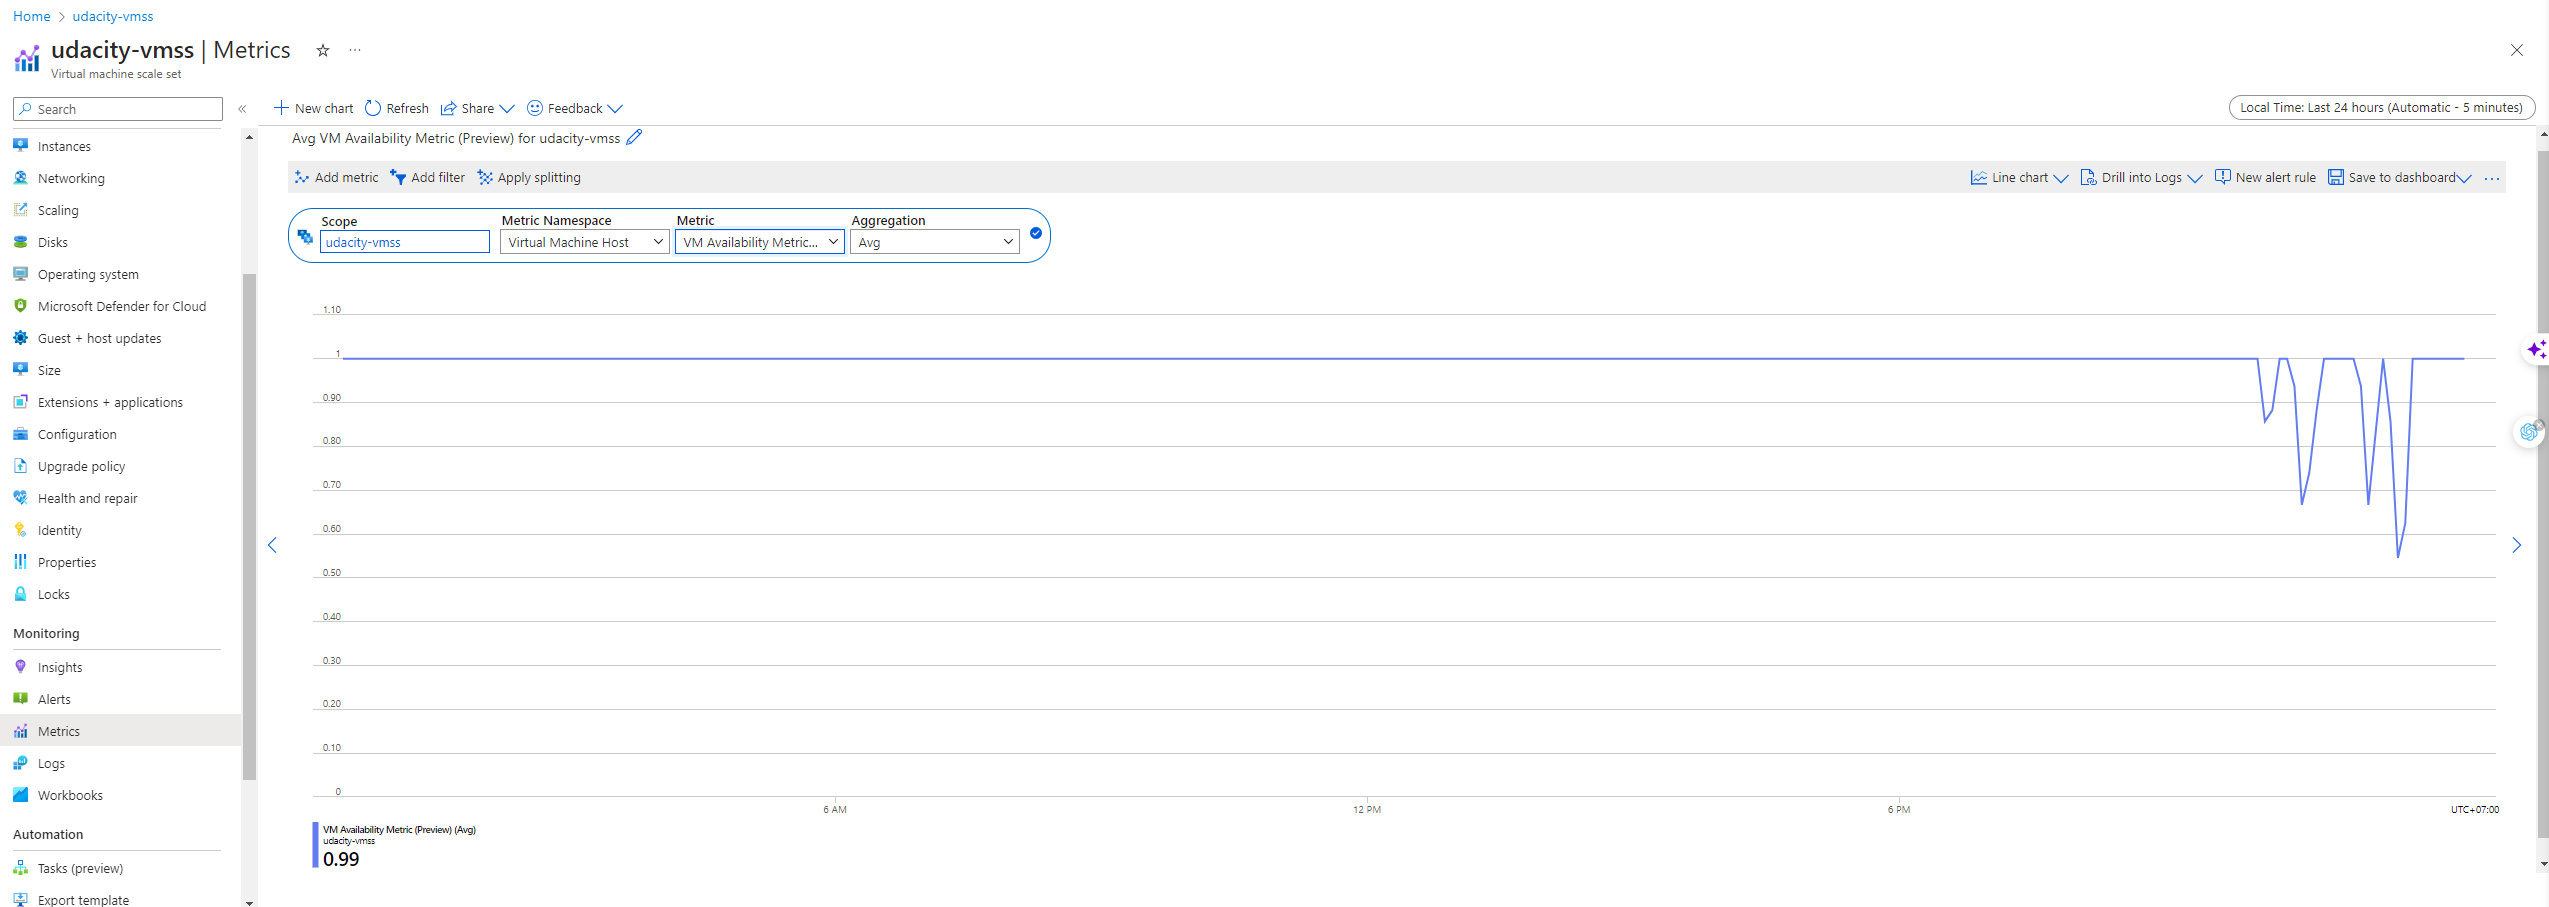 Home > udacity-vmss
udacity-vmss | Metrics
Virtual machine scale set
Search
Instances
Networking
Scaling
Disks
Operating system
Microsoft Defender for Cloud
Guest + host updates
Size
Extensions + applications
Configuration
Upgrade policy
Health and repair
Identity
Properties
Locks
Monitoring
Insights
Alerts
Metrics
Logs
Workbooks
Automation
Tasks (preview)
Export template
New chart Refresh Share Feedback
Local Time: Last 24 hours (Automatic - 5 minutes)
Avg VM Availability Metric (Preview) for udacity-vmss
Add metric Add filter Apply splitting
Line chart Drill into Logs New alert rule Save to dashboard
Scope Metric Namespace Metric Aggregation
udacity-vmss Virtual Machine Host VM Availability Metric... Avg
1.10
1
0.90
0.80
0.70
0.60
0.50
0.40
0.30
0.20
0.10
0
6 AM 12 PM 6 PM UTC+07:00
VM Availability Metric (Preview) (Avg)
udacity-vmss
0.99